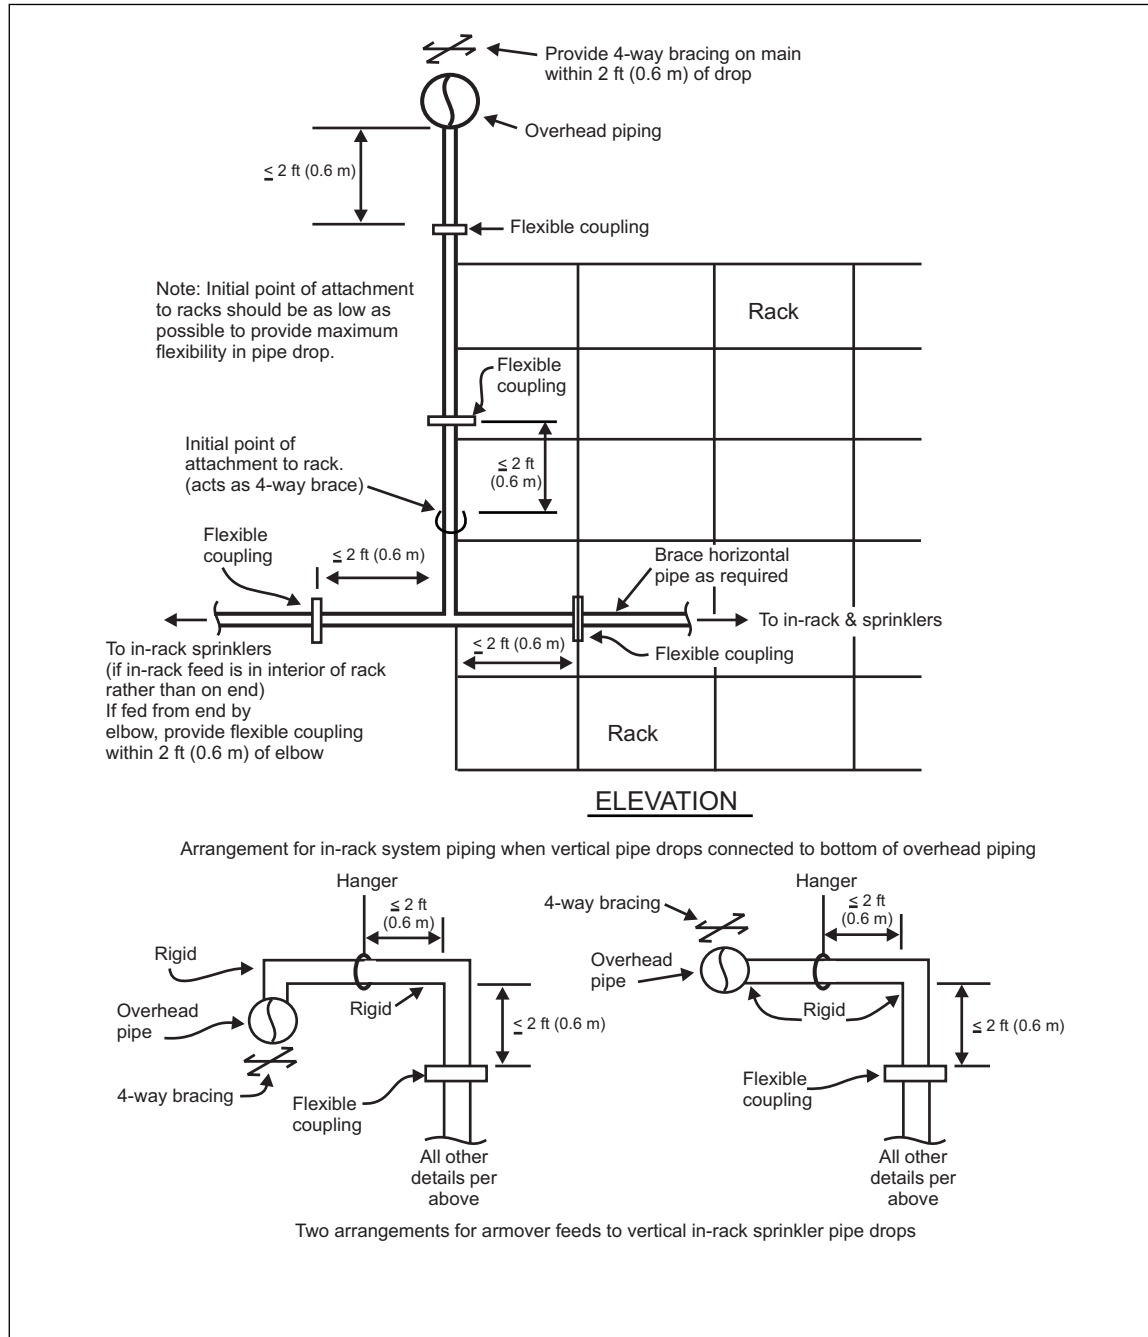 Provide 4-way bracing on main
within 2 ft (0.6 m) of drop
Overhead piping
≤ 2 ft (0.6 m)
Flexible coupling
Note: Initial point of attachment
to racks should be as low as
possible to provide maximum
flexibility in pipe drop.
Rack
Flexible
coupling
Initial point of
attachment to rack.
(acts as 4-way brace)
≤ 2 ft
(0.6 m)
Flexible
coupling
≤ 2 ft (0.6 m)
Brace horizontal
pipe as required
To in-rack & sprinklers
To in-rack sprinklers
(if in-rack feed is in interior of rack
rather than on end)
If fed from end by
elbow, provide flexible coupling
within 2 ft (0.6 m) of elbow
≤ 2 ft (0.6 m)
Flexible coupling
Rack
ELEVATION
Arrangement for in-rack system piping when vertical pipe drops connected to bottom of overhead piping
Hanger
≤ 2 ft
(0.6 m)
Rigid
Overhead
pipe
Rigid
≤ 2 ft (0.6 m)
4-way bracing
Flexible
coupling
All other
details per
above
Hanger
4-way bracing
≤ 2 ft
(0.6 m)
Overhead
pipe
Rigid
≤ 2 ft (0.6 m)
Flexible
coupling
All other
details per
above
Two arrangements for armover feeds to vertical in-rack sprinkler pipe drops